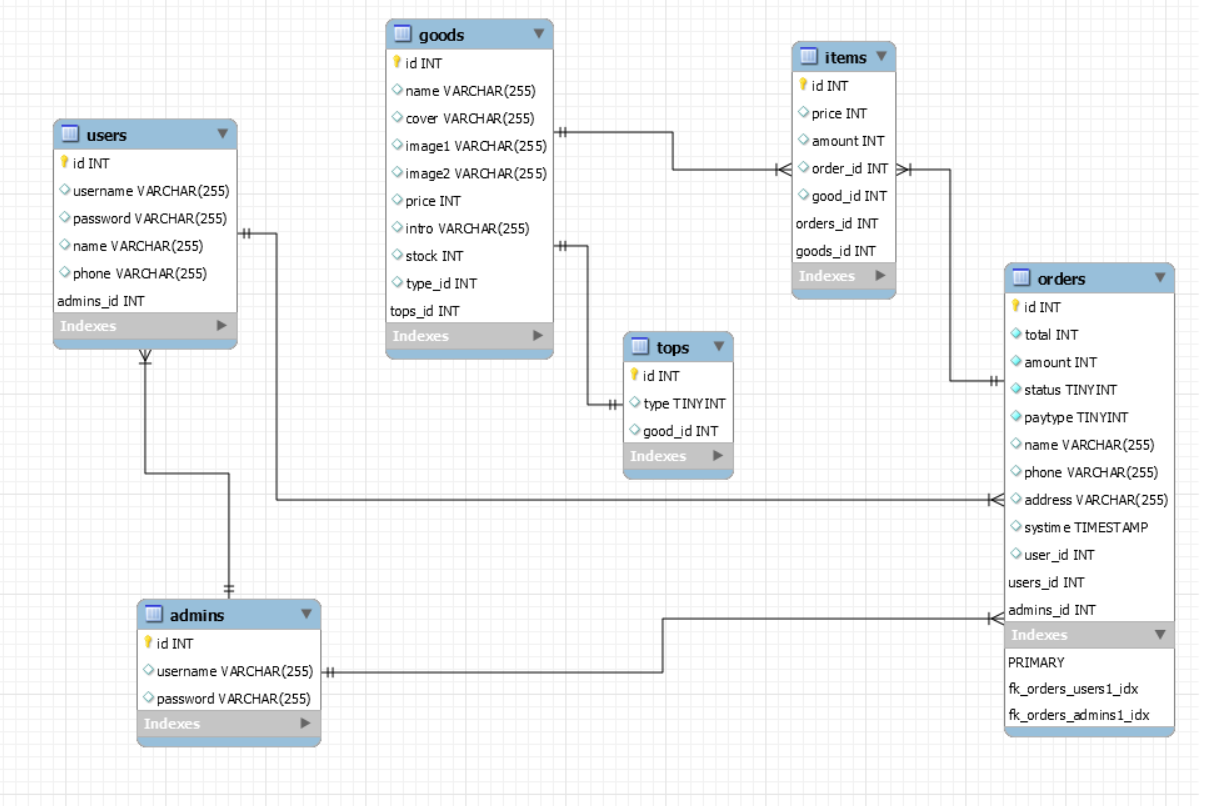 goods
id INT
name VARCHAR(255)
cover VARCHAR(255)
image1 VARCHAR(255)
image2 VARCHAR(255)
price INT
intro VARCHAR(255)
stock INT
type_id INT
tops_id INT
Indexes
items
id INT
price INT
amount INT
order_id INT
good_id INT
orders_id INT
goods_id INT
Indexes
users
id INT
username VARCHAR(255)
password VARCHAR(255)
name VARCHAR(255)
phone VARCHAR(255)
admins_id INT
Indexes
tops
id INT
type TINYINT
good_id INT
Indexes
orders
id INT
total INT
amount INT
status TINYINT
paytype TINYINT
name VARCHAR(255)
phone VARCHAR(255)
address VARCHAR(255)
systime TIMESTAMP
user_id INT
users_id INT
admins_id INT
Indexes
PRIMARY
fk_orders_users1_idx
fk_orders_admins1_idx
admins
id INT
username VARCHAR(255)
password VARCHAR(255)
Indexes